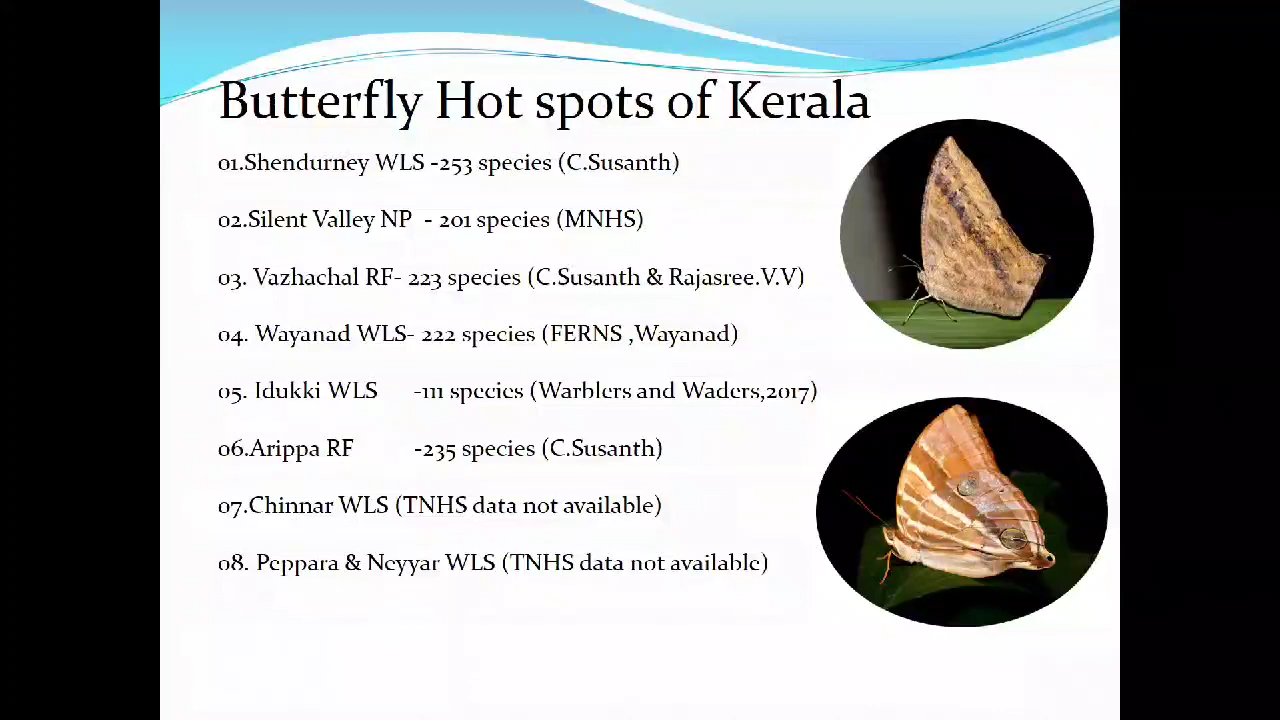 Butterfly Hot spots of Kerala
01.Shendurney WLS -253 species (C.Susanth)
02.Silent Valley NP - 201 species (MNHS)
03. Vazhachal RF- 223 species (C.Susanth & Rajasree.V.V)
04. Wayanad WLS- 222 species (FERNS ,Wayanad)
05. Idukki WLS -111 species (Warblers and Waders,2017)
06.Arippa RF -235 species (C.Susanth)
07.Chinnar WLS (TNHS data not available)
08. Peppara & Neyyar WLS (TNHS data not available)